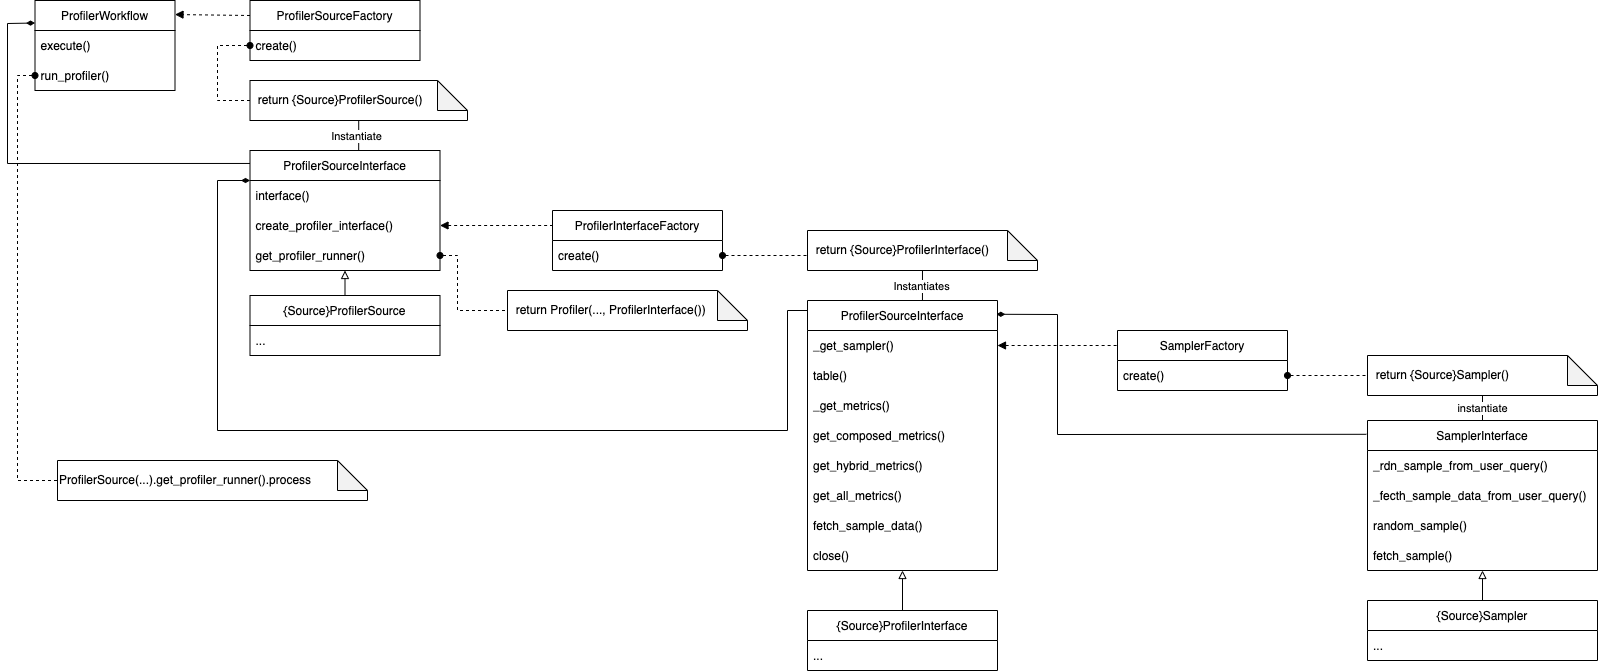 ProfilerWorkflow
execute()
run_profiler()
ProfilerSourceFactory
create()
return {Source}ProfilerSource()
Instantiate
ProfilerSourceInterface
interface()
create_profiler_interface()
get_profiler_runner()
{Source}ProfilerSource
...
ProfilerInterfaceFactory
create()
return Profiler(..., ProfilerInterface())
return {Source}ProfilerInterface()
Instantiates
ProfilerSourceInterface
_get_sampler()
table()
_get_metrics()
get_composed_metrics()
get_hybrid_metrics()
get_all_metrics()
fetch_sample_data()
close()
{Source}ProfilerInterface
...
SamplerFactory
create()
return {Source}Sampler()
instantiate
SamplerInterface
_rdn_sample_from_user_query()
_fecth_sample_data_from_user_query()
random_sample()
fetch_sample()
{Source}Sampler
...
ProfilerSource(...).get_profiler_runner().process